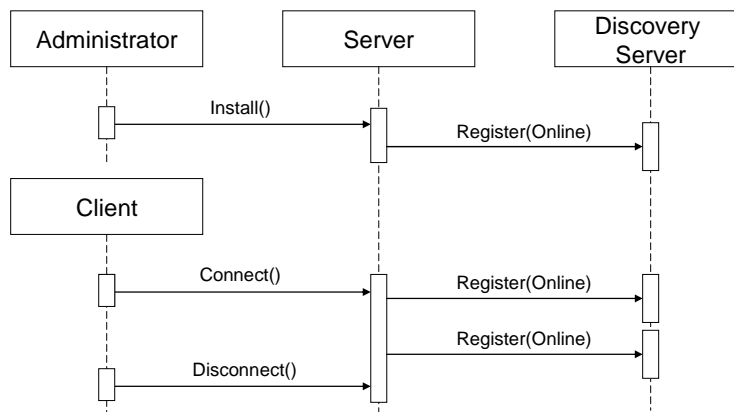 Administrator
Server
Discovery
Server
Install()
Register(Online)
Client
Connect()
Register(Online)
Register(Online)
Disconnect()